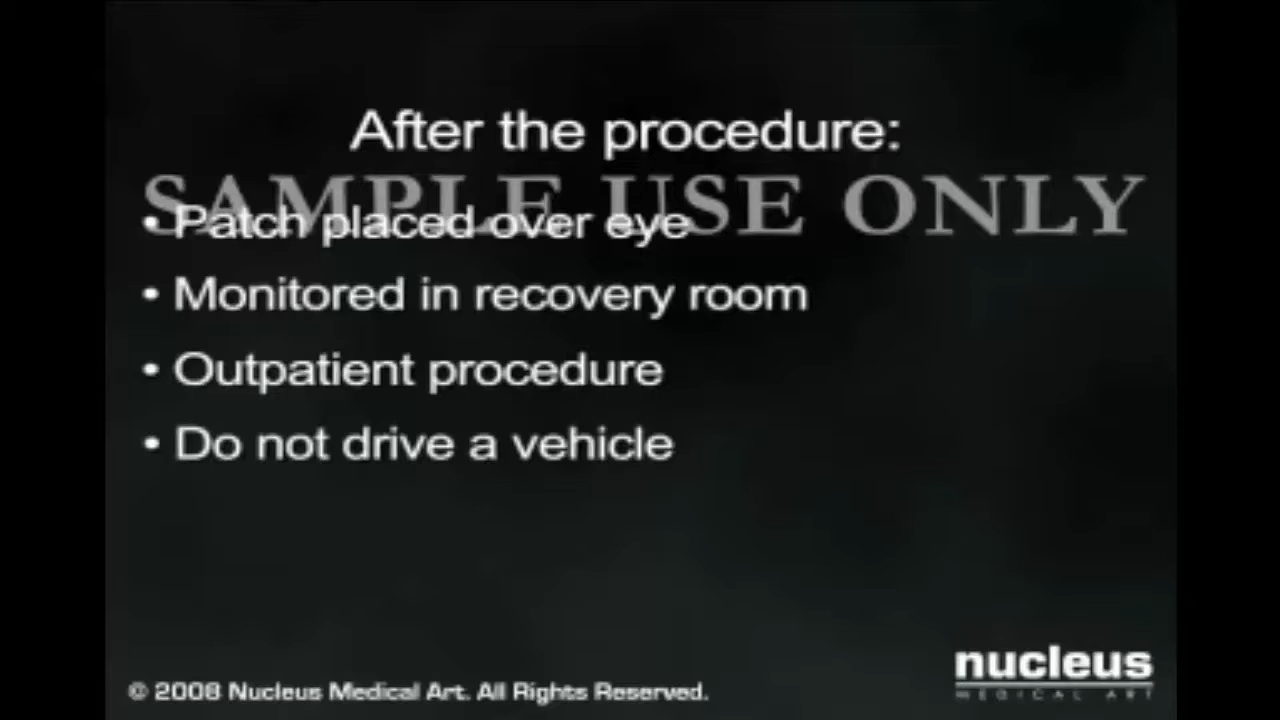 After the procedure:
SAMPLE USE ONLY
• Patch placed over eye
• Monitored in recovery room
• Outpatient procedure
• Do not drive a vehicle
nucleus
MEDICAL ART
© 2008 Nucleus Medical Art. All Rights Reserved.